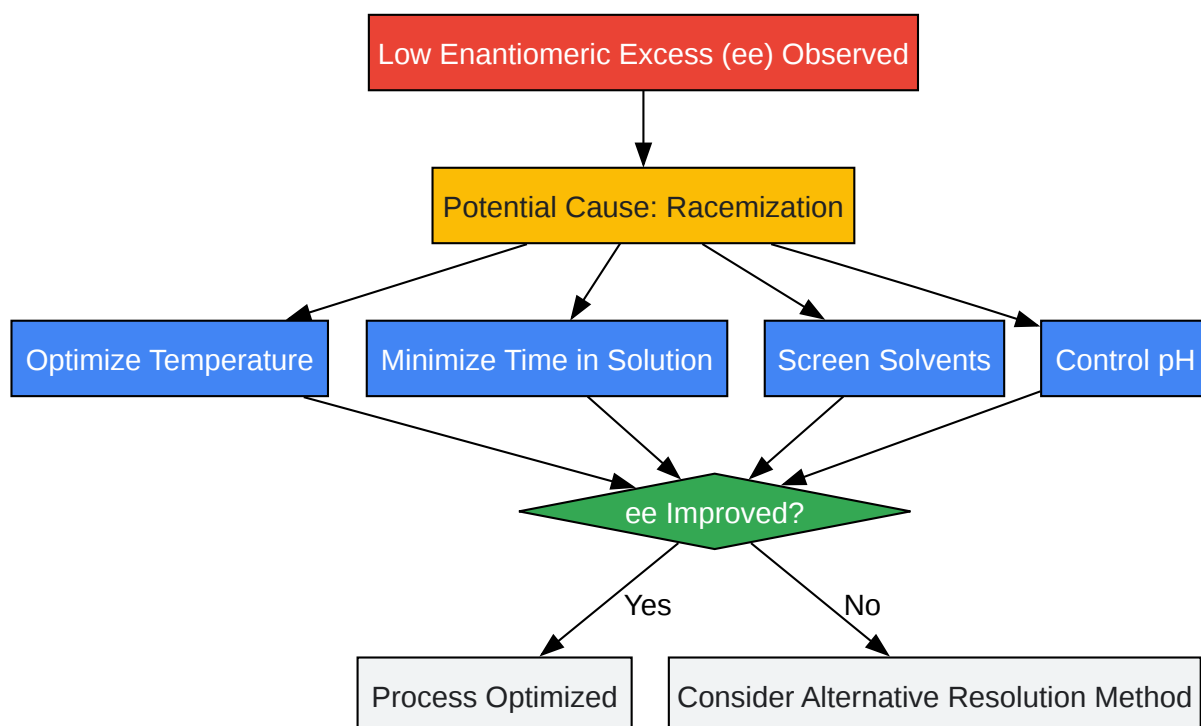 Low Enantiomeric Excess (ee) Observed
Potential Cause: Racemization
Optimize Temperature
Minimize Time in Solution
Screen Solvents
Control pH
ee Improved?
Yes
No
Process Optimized
Consider Alternative Resolution Method